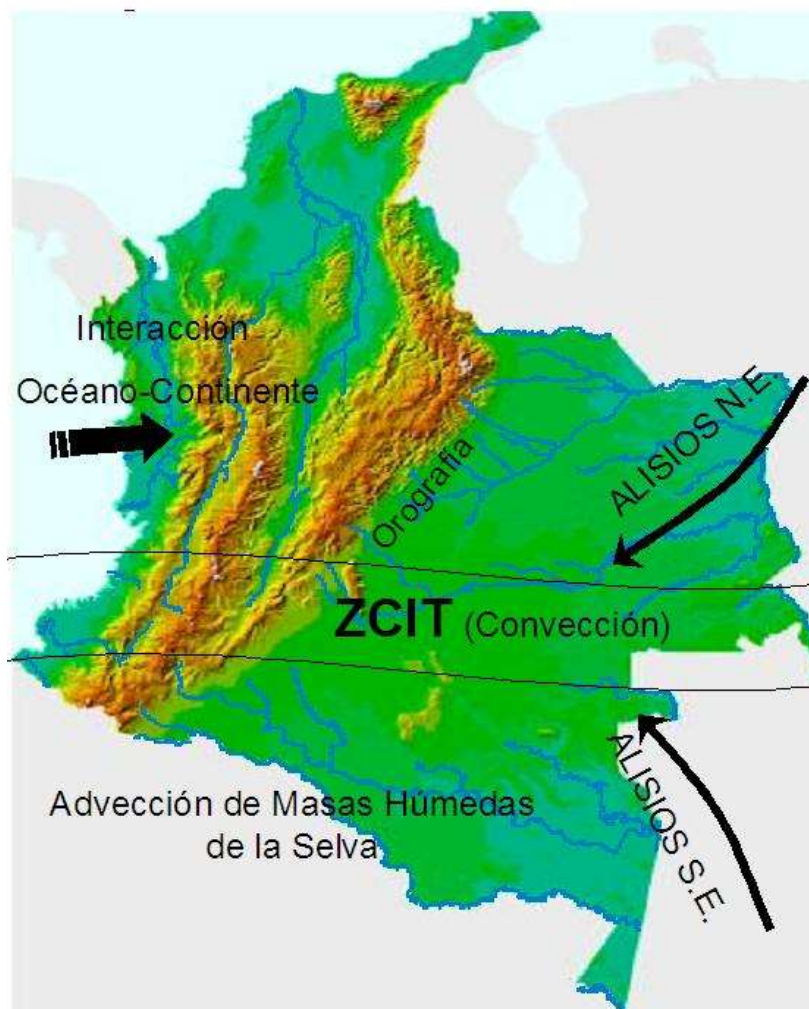 Interacción
Océano-Continente
Orografía
ALISIOS N.E.
ZCIT (Convección)
ALISIOS S.E.
Advección de Masas Húmedas
de la Selva